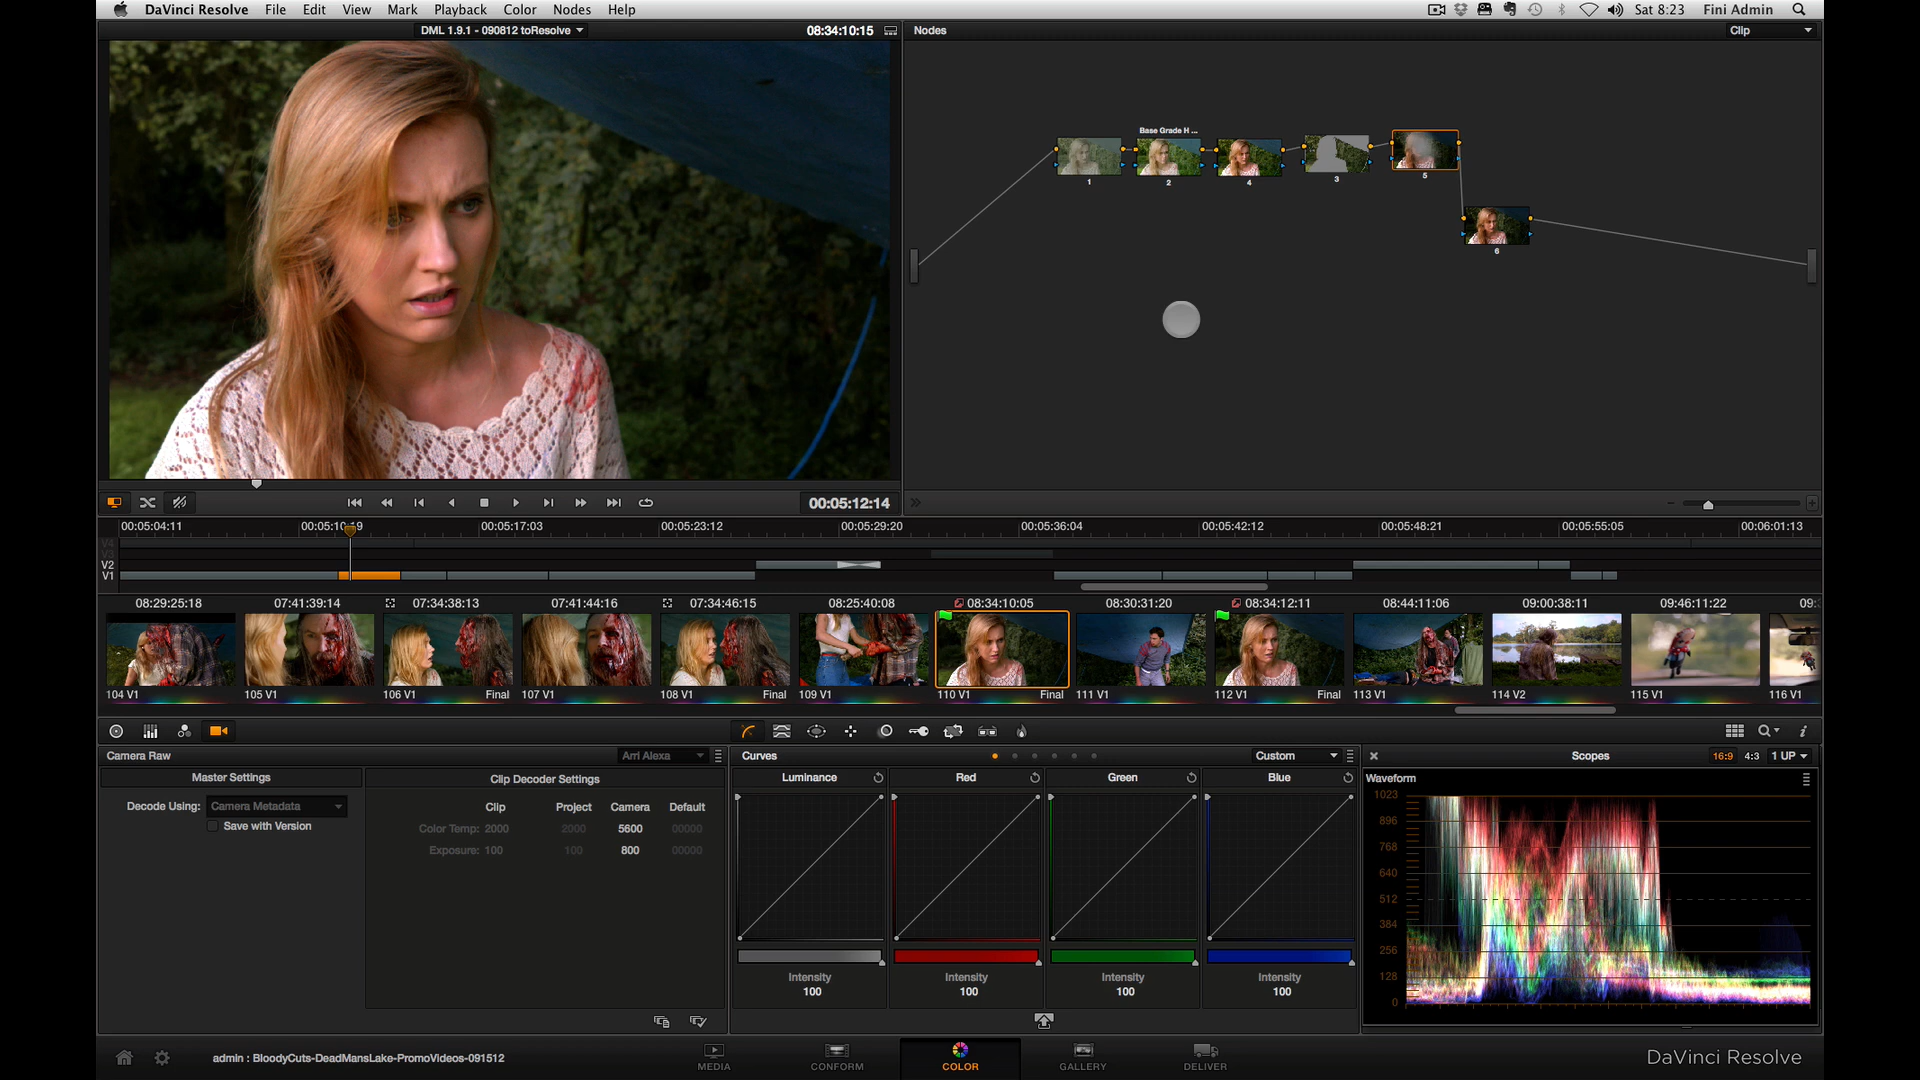 DaVinci Resolve File Edit View Mark Playback Color Nodes Help Sat 8:23 Fini Admin
DML 1.9.1 - 090812 toResolve 08:34:10:15 Nodes Clip
Base Grade H ...
1 2 4 3 5
6
00:05:12:14
00:05:04:11 00:05:10:19 00:05:17:03 00:05:23:12 00:05:29:20 00:05:36:04 00:05:42:12 00:05:48:21 00:05:55:05 00:06:01:13
V4
V3
V2
V1
08:29:25:18 07:41:39:14 07:34:38:13 07:41:44:16 07:34:46:15 08:25:40:08 08:34:10:05 08:30:31:20 08:34:12:11 08:44:11:06 09:00:38:11 09:46:11:22 09:
104 V1 105 V1 106 V1 Final 107 V1 108 V1 Final 109 V1 110 V1 Final 111 V1 112 V1 Final 113 V1 114 V2 115 V1 116 V1
Camera Raw Arri Alexa Curves Custom Scopes 16:9 4:3 1 UP
Master Settings Clip Decoder Settings Luminance Red Green Blue Waveform
Decode Using: Camera Metadata Clip Project Camera Default
Save with Version
Color Temp: 2000 2000 5600 00000
Exposure: 100 100 800 00000
1023
896
768
640
512
384
256
128
0
Intensity Intensity Intensity Intensity
100 100 100 100
admin : BloodyCuts-DeadMansLake-PromoVideos-091512 MEDIA CONFORM COLOR GALLERY DELIVER DaVinci Resolve